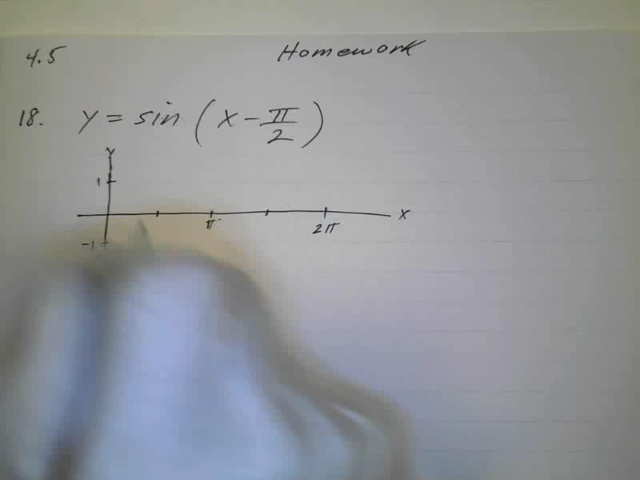 4.5 Homework
18. y = sin (x - π/2)
y
1
x
π 2π
-1